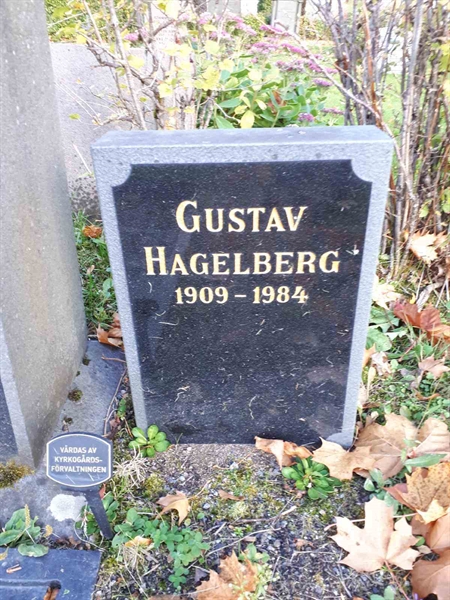 GUSTAV
HAGELBERG
1909 – 1984
VÅRDAS AV
KYRKOGÅRDS-
FÖRVALTNINGEN